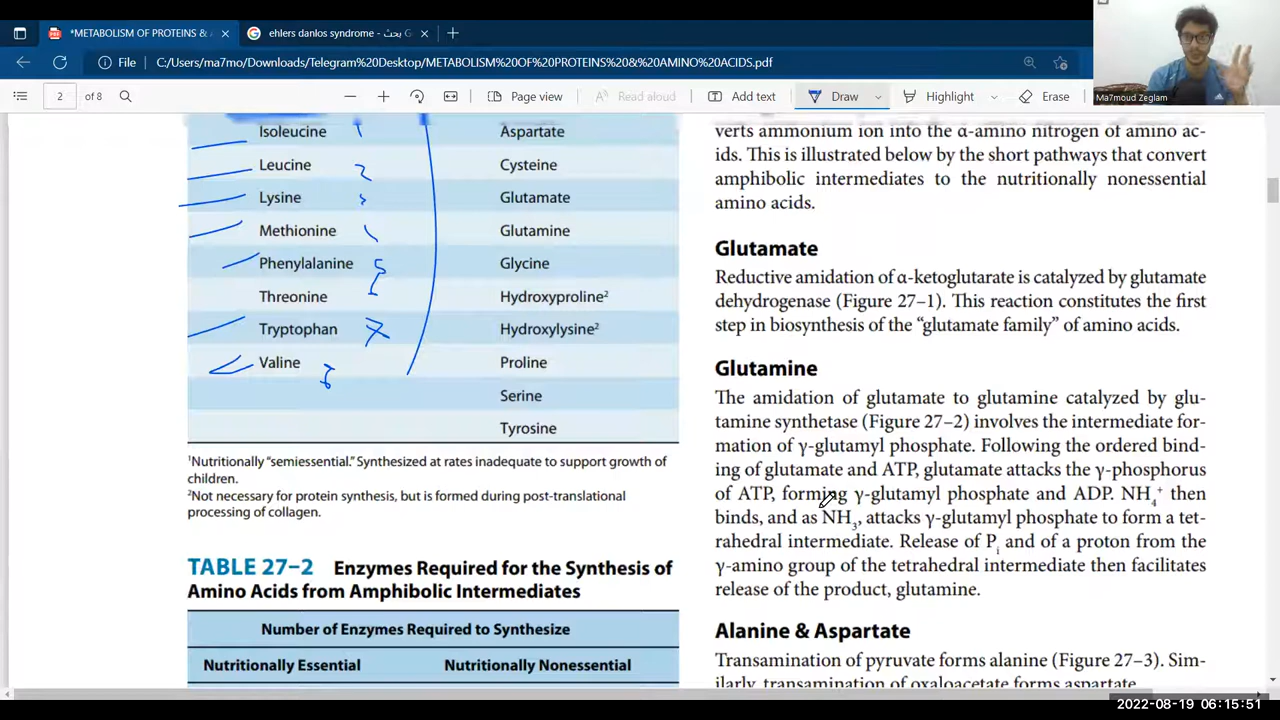 *METABOLISM OF PROTEINS & A
ehlers danlos syndrome - بحث G
File
C:/Users/ma7mo/Downloads/Telegram%20Desktop/METABOLISM%20OF%20PROTEINS%20&%20AMINO%20ACIDS.pdf
Ma7moud Zeglam
2 of 8
Page view
Read aloud
Add text
Draw
Highlight
Erase
Isoleucine 1 Aspartate
Leucine 2 Cysteine
Lysine Glutamate
Methionine Glutamine
Phenylalanine 5 Glycine
Threonine Hydroxyproline²
Tryptophan 7 Hydroxylysine²
Valine 8 Proline
Serine
Tyrosine
¹Nutritionally “semiessential.” Synthesized at rates inadequate to support growth of
children.
²Not necessary for protein synthesis, but is formed during post-translational
processing of collagen.
TABLE 27–2 Enzymes Required for the Synthesis of
Amino Acids from Amphibolic Intermediates
Number of Enzymes Required to Synthesize
Nutritionally Essential Nutritionally Nonessential
verts ammonium ion into the α-amino nitrogen of amino ac-
ids. This is illustrated below by the short pathways that convert
amphibolic intermediates to the nutritionally nonessential
amino acids.
Glutamate
Reductive amidation of α-ketoglutarate is catalyzed by glutamate
dehydrogenase (Figure 27–1). This reaction constitutes the first
step in biosynthesis of the “glutamate family” of amino acids.
Glutamine
The amidation of glutamate to glutamine catalyzed by glu-
tamine synthetase (Figure 27–2) involves the intermediate for-
mation of γ-glutamyl phosphate. Following the ordered bind-
ing of glutamate and ATP, glutamate attacks the γ-phosphorus
of ATP, forming γ-glutamyl phosphate and ADP. NH₄⁺ then
binds, and as NH₃, attacks γ-glutamyl phosphate to form a tet-
rahedral intermediate. Release of Pᵢ and of a proton from the
γ-amino group of the tetrahedral intermediate then facilitates
release of the product, glutamine.
Alanine & Aspartate
Transamination of pyruvate forms alanine (Figure 27–3). Sim-
ilarly, transamination of oxaloacetate forms aspartate.
2022-08-19 06:15:51